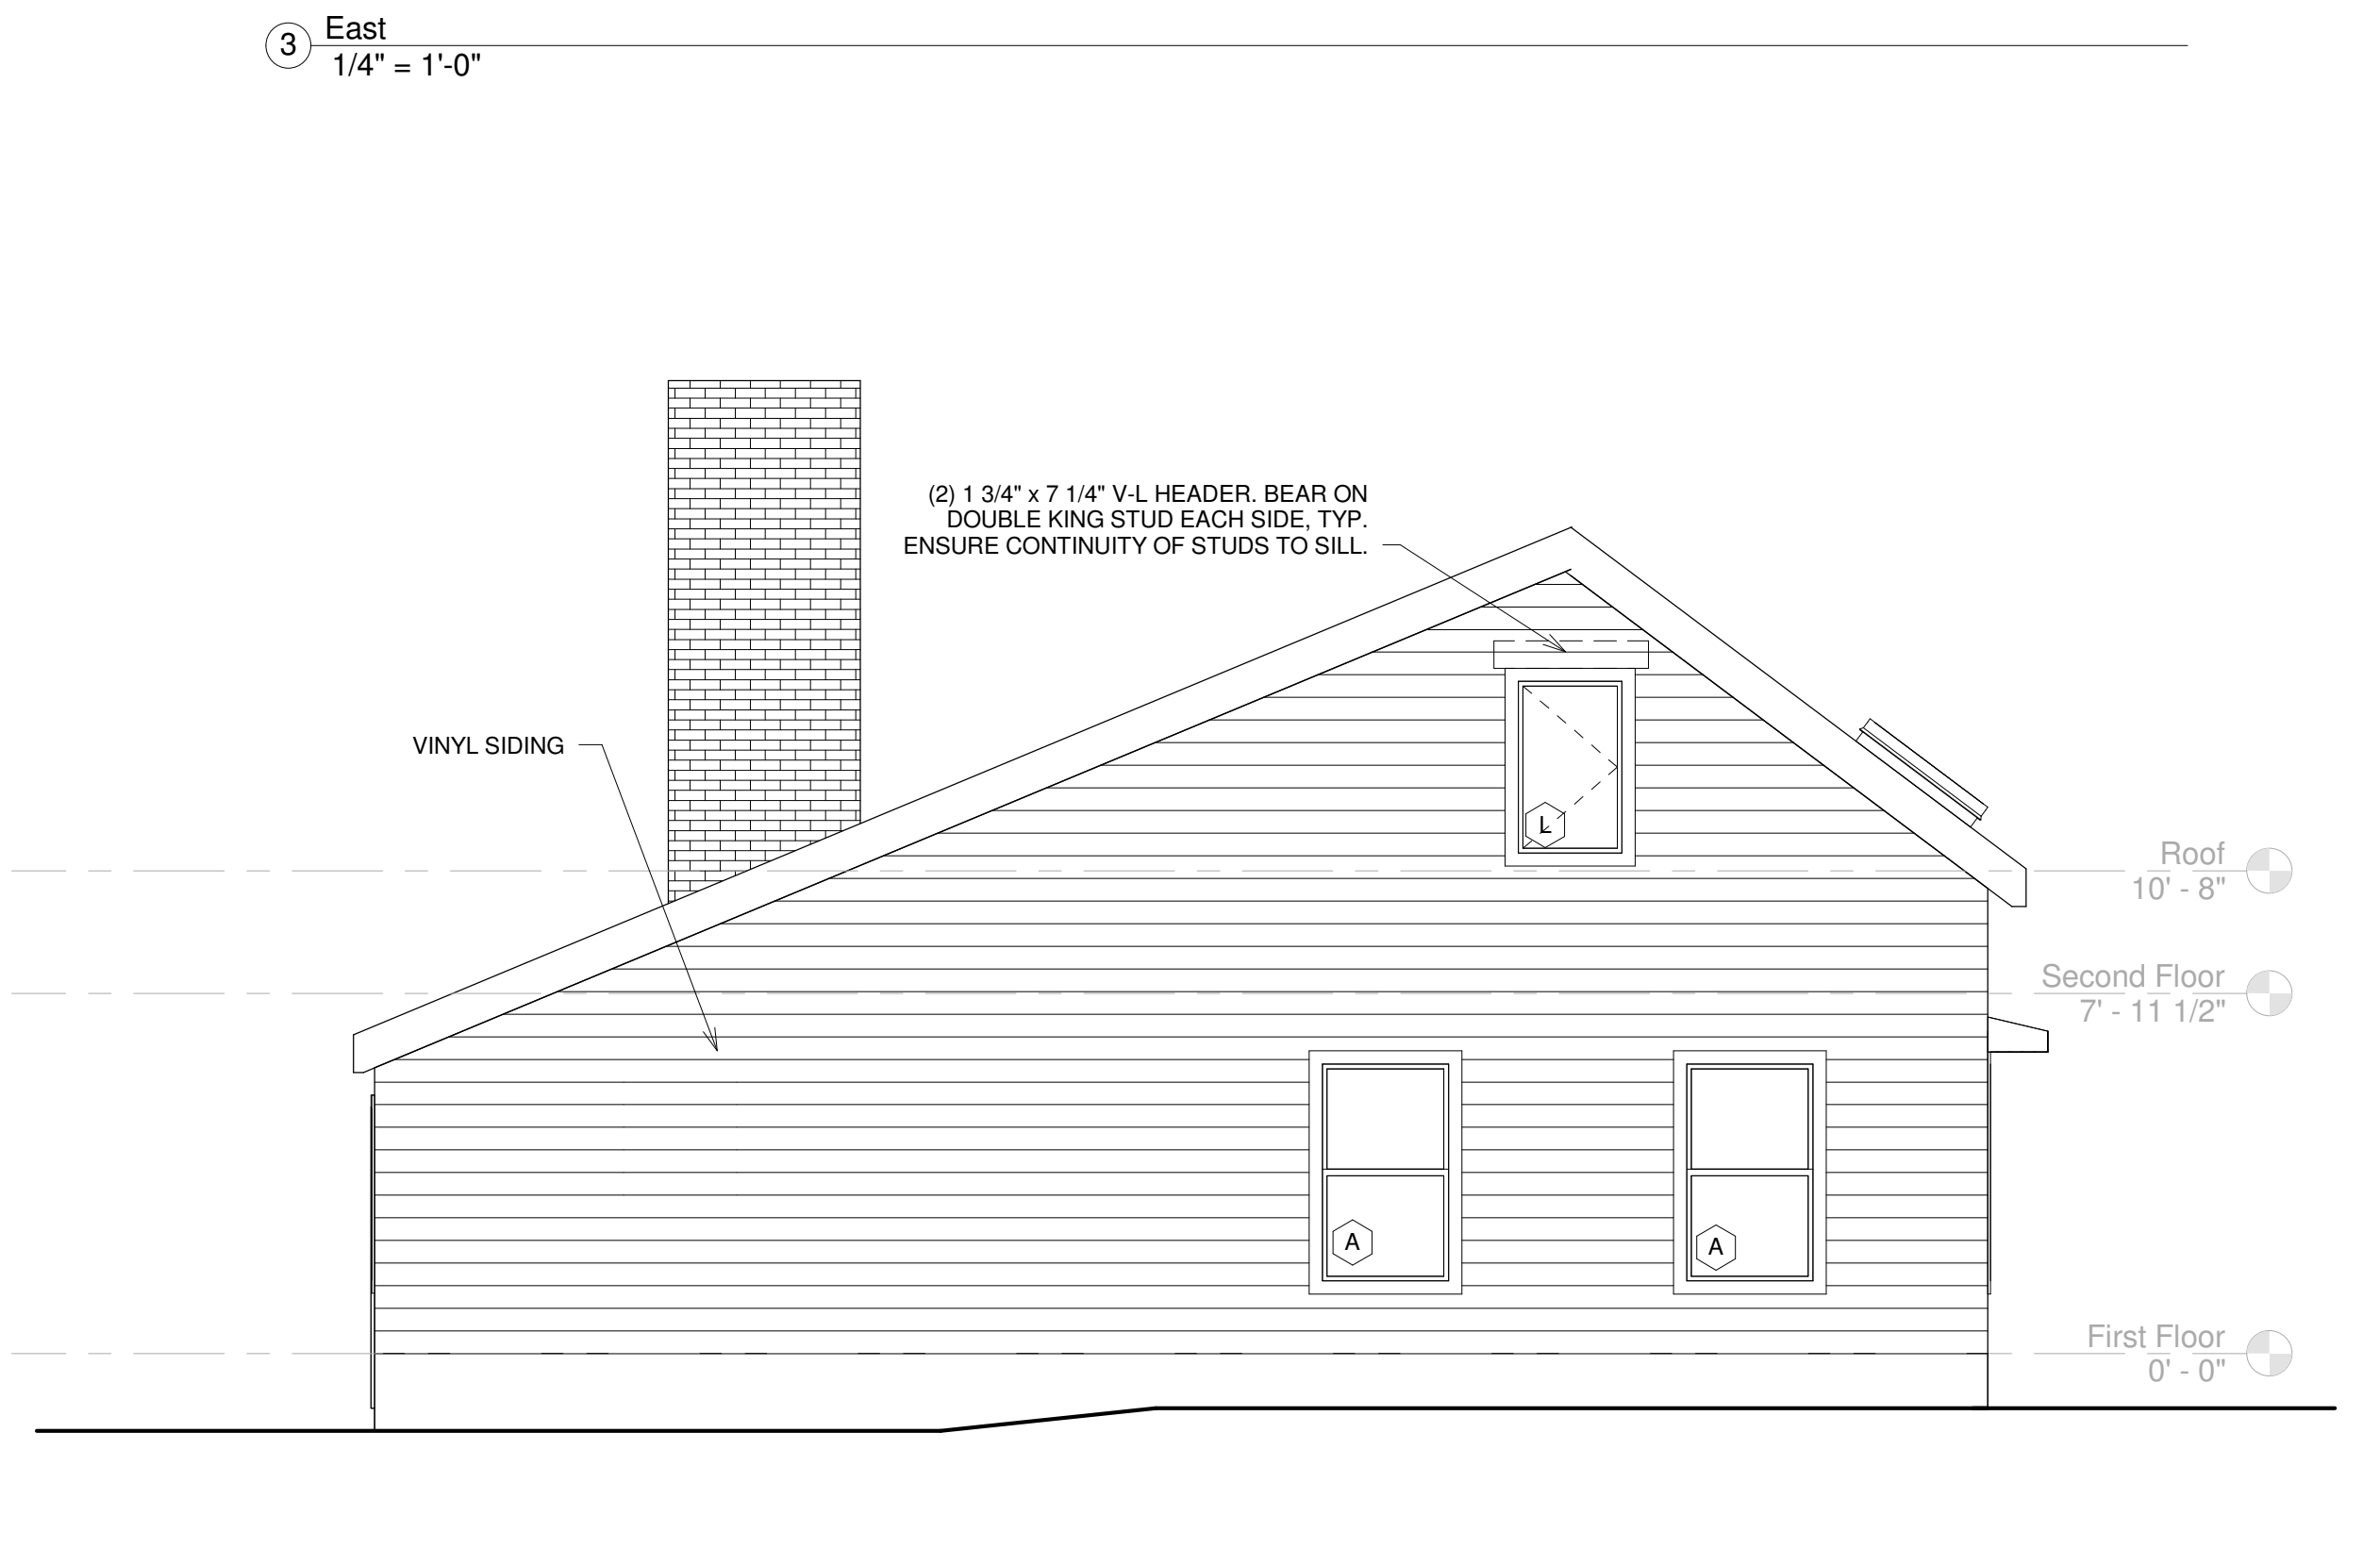 3
East
1/4" = 1'-0"
(2) 1 3/4" x 7 1/4" V-L HEADER. BEAR ON
DOUBLE KING STUD EACH SIDE, TYP.
ENSURE CONTINUITY OF STUDS TO SILL.
VINYL SIDING
L
Roof
10' - 8"
Second Floor
7' - 11 1/2"
A
A
First Floor
0' - 0"